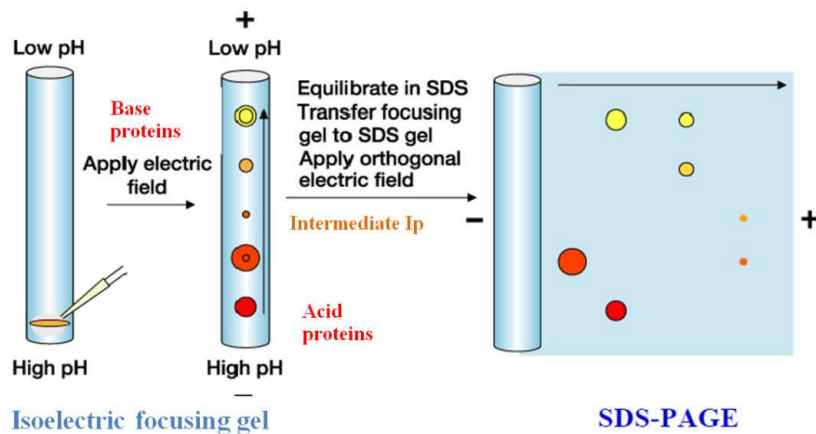 +
Low pH
Low pH
Base
proteins
Apply electric
field
Equilibrate in SDS
Transfer focusing
gel to SDS gel
Apply orthogonal
electric field
Intermediate Ip
–
+
Acid
proteins
High pH
High pH
–
Isoelectric focusing gel
SDS-PAGE